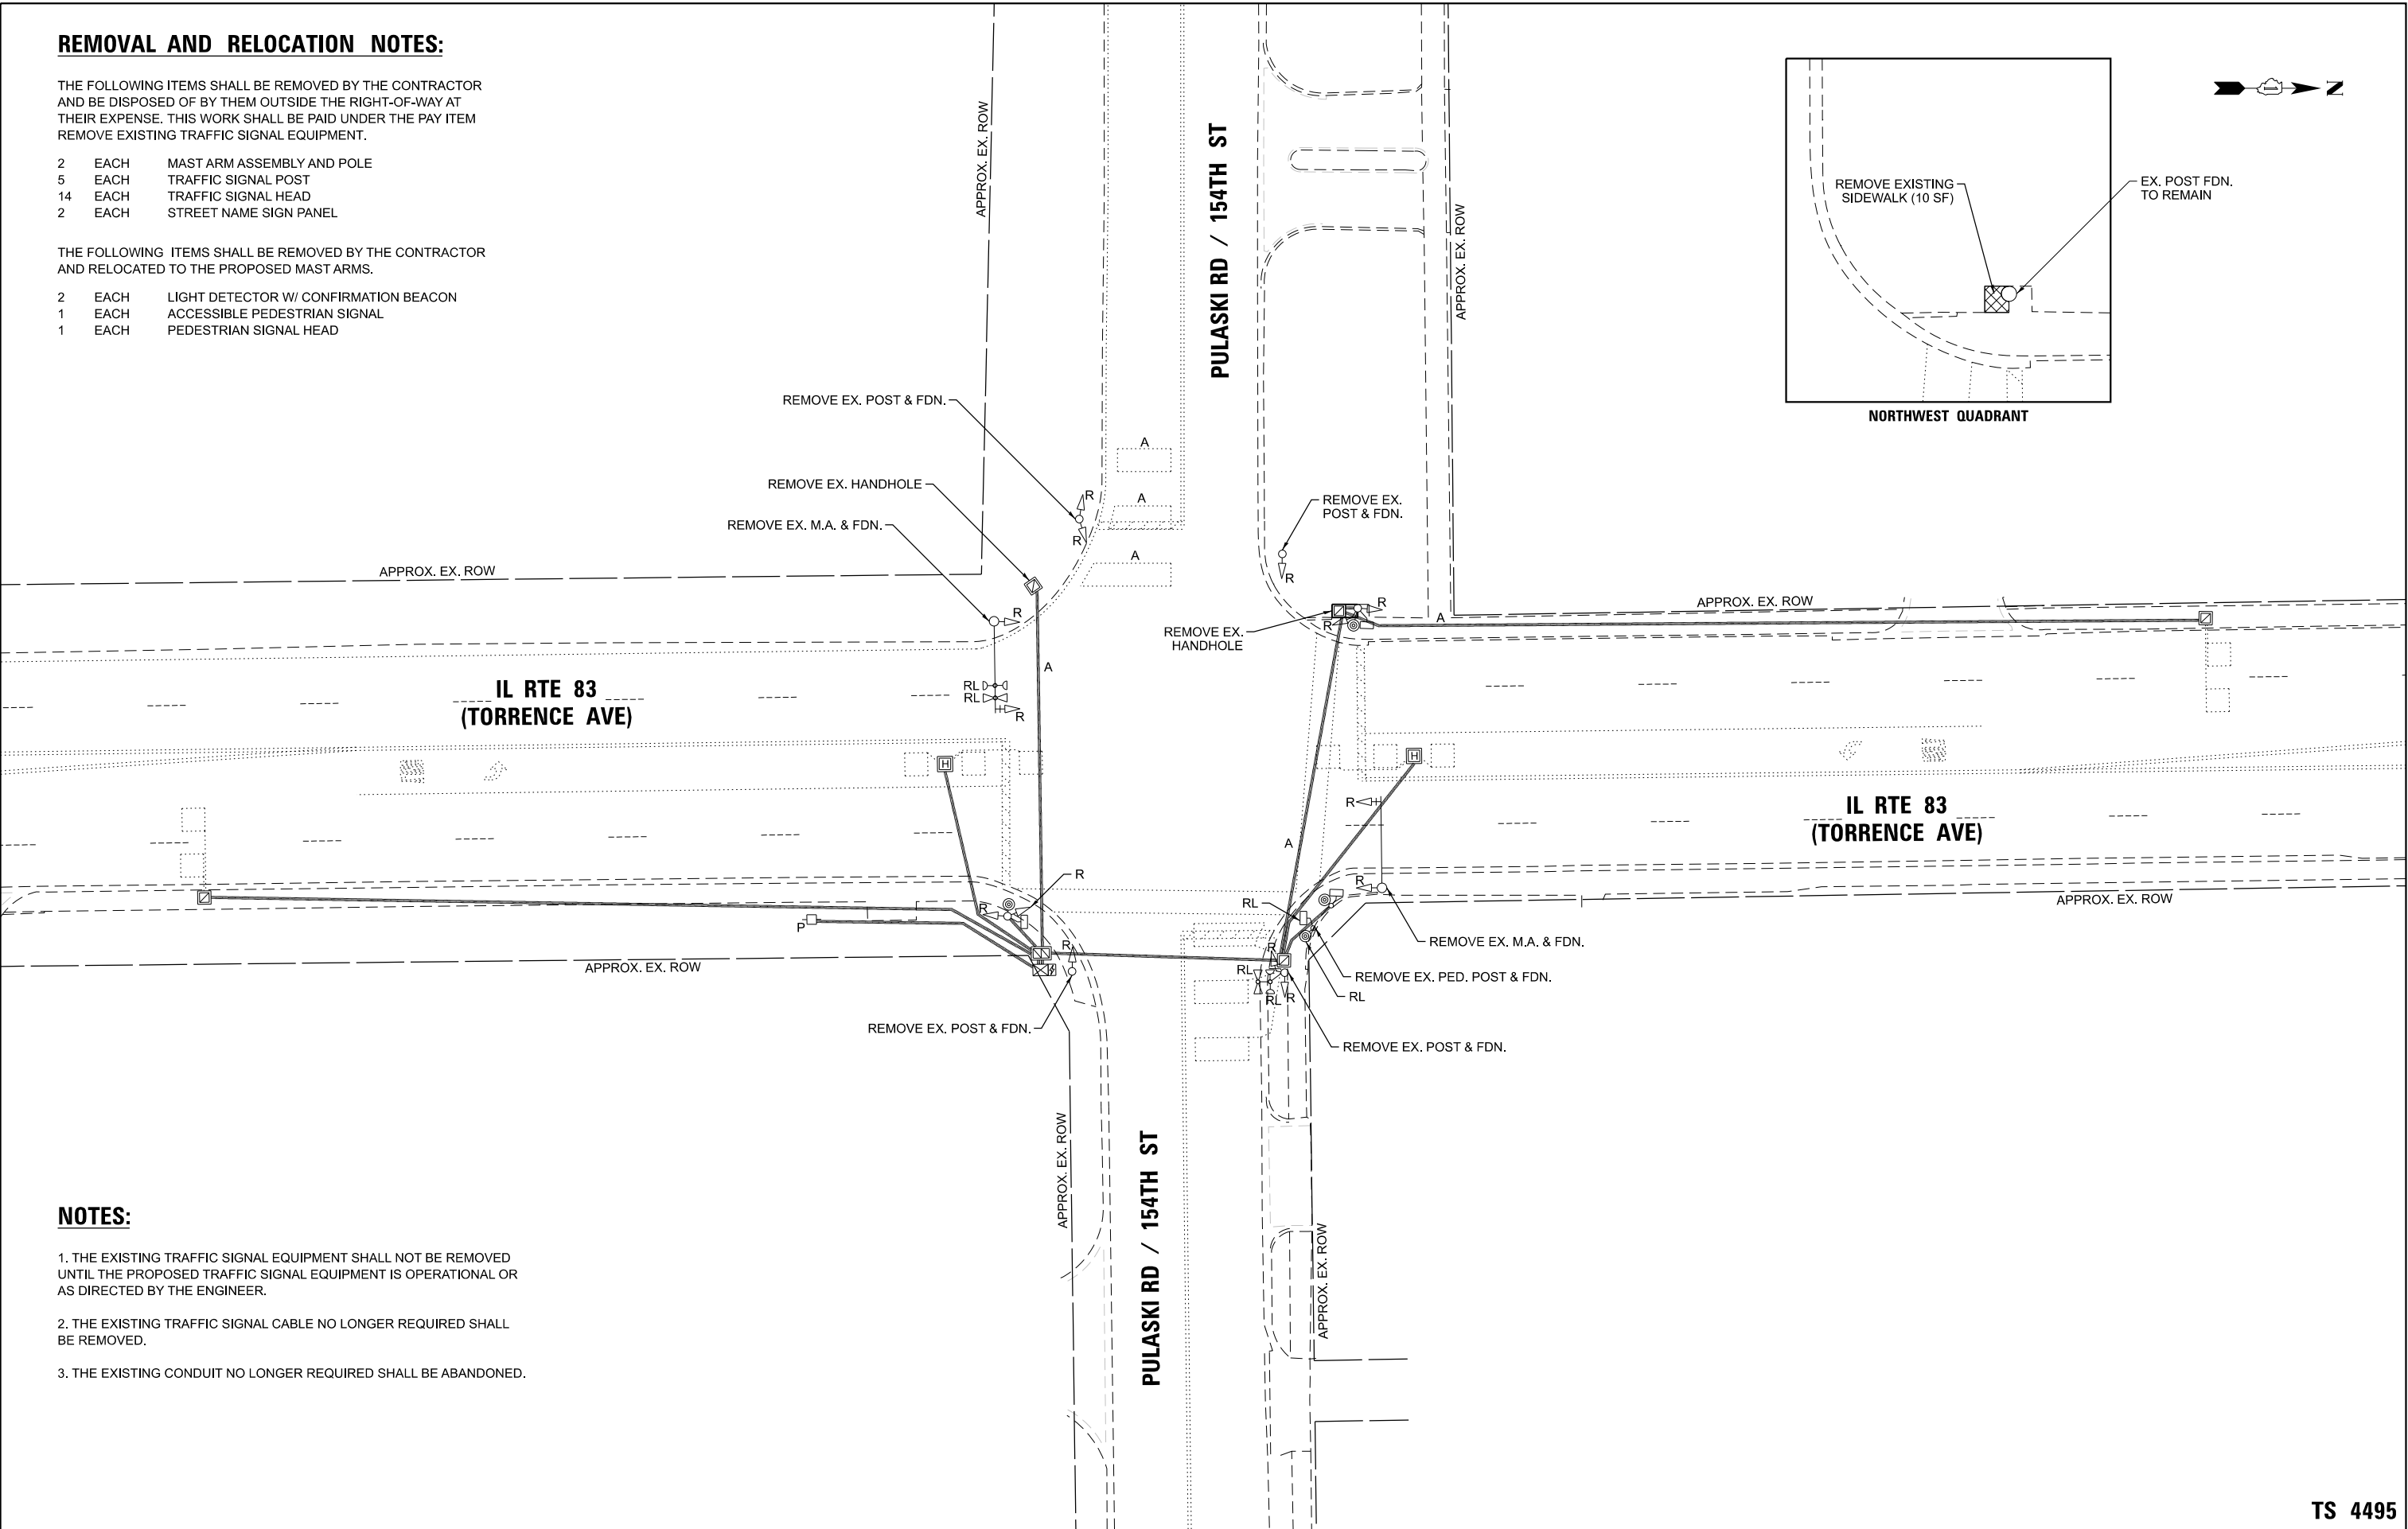 REMOVAL AND RELOCATION NOTES:
THE FOLLOWING ITEMS SHALL BE REMOVED BY THE CONTRACTOR
AND BE DISPOSED OF BY THEM OUTSIDE THE RIGHT-OF-WAY AT
THEIR EXPENSE. THIS WORK SHALL BE PAID UNDER THE PAY ITEM
REMOVE EXISTING TRAFFIC SIGNAL EQUIPMENT.
2 EACH MAST ARM ASSEMBLY AND POLE
5 EACH TRAFFIC SIGNAL POST
14 EACH TRAFFIC SIGNAL HEAD
2 EACH STREET NAME SIGN PANEL
THE FOLLOWING ITEMS SHALL BE REMOVED BY THE CONTRACTOR
AND RELOCATED TO THE PROPOSED MAST ARMS.
2 EACH LIGHT DETECTOR W/ CONFIRMATION BEACON
1 EACH ACCESSIBLE PEDESTRIAN SIGNAL
1 EACH PEDESTRIAN SIGNAL HEAD
APPROX. EX. ROW
PULASKI RD / 154TH ST
APPROX. EX. ROW
REMOVE EXISTING
SIDEWALK (10 SF)
EX. POST FDN.
TO REMAIN
NORTHWEST QUADRANT
N
REMOVE EX. POST & FDN.
REMOVE EX. HANDHOLE
REMOVE EX. M.A. & FDN.
A
A
A
R
R
REMOVE EX.
POST & FDN.
R
APPROX. EX. ROW
R
RL
RL
R
A
REMOVE EX.
HANDHOLE
R
R
A
APPROX. EX. ROW
IL RTE 83
(TORRENCE AVE)
H
H
R
A
IL RTE 83
(TORRENCE AVE)
R
R
P
R
RL
R
APPROX. EX. ROW
REMOVE EX. M.A. & FDN.
R
R
RL
RL
R
REMOVE EX. PED. POST & FDN.
RL
APPROX. EX. ROW
REMOVE EX. POST & FDN.
REMOVE EX. POST & FDN.
APPROX. EX. ROW
PULASKI RD / 154TH ST
APPROX. EX. ROW
NOTES:
1. THE EXISTING TRAFFIC SIGNAL EQUIPMENT SHALL NOT BE REMOVED
UNTIL THE PROPOSED TRAFFIC SIGNAL EQUIPMENT IS OPERATIONAL OR
AS DIRECTED BY THE ENGINEER.
2. THE EXISTING TRAFFIC SIGNAL CABLE NO LONGER REQUIRED SHALL
BE REMOVED.
3. THE EXISTING CONDUIT NO LONGER REQUIRED SHALL BE ABANDONED.
TS 4495